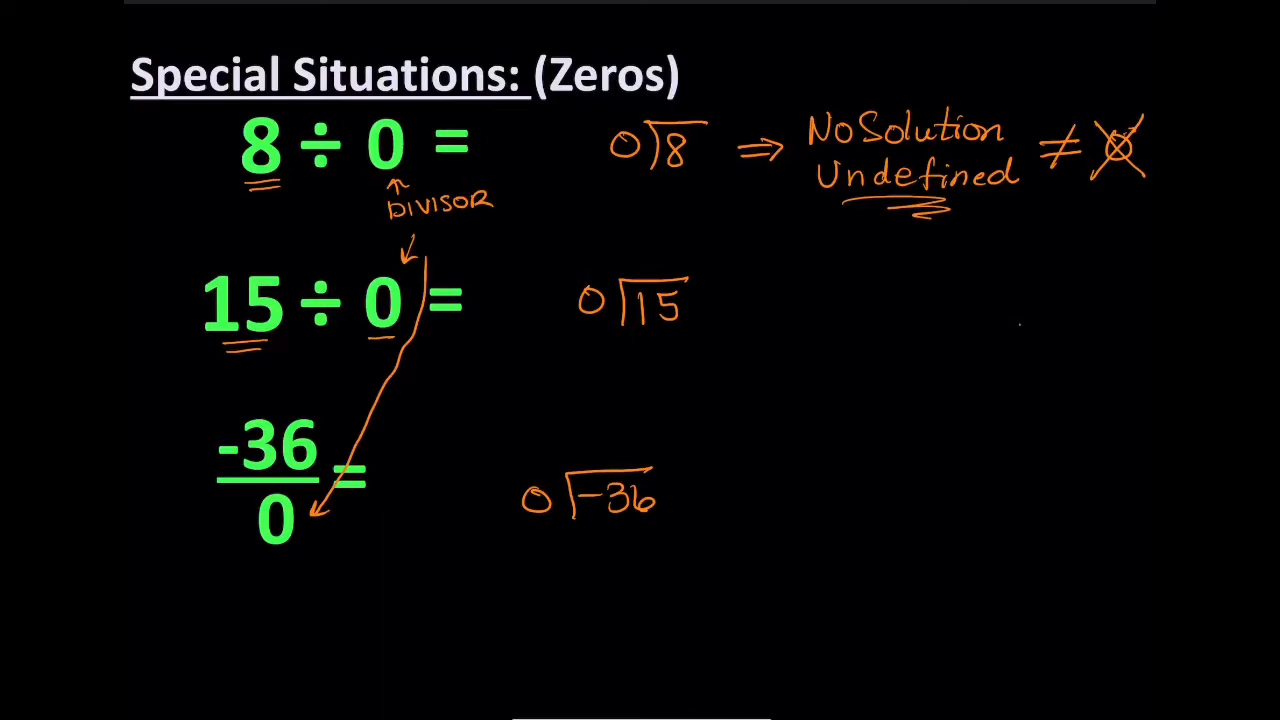 Special Situations: (Zeros)
8 ÷ 0 =
0 8 ⇒ No Solution
Undefined ≠ 0
DIVISOR
15 ÷ 0 =
0 15
-36
0
=
0 -36